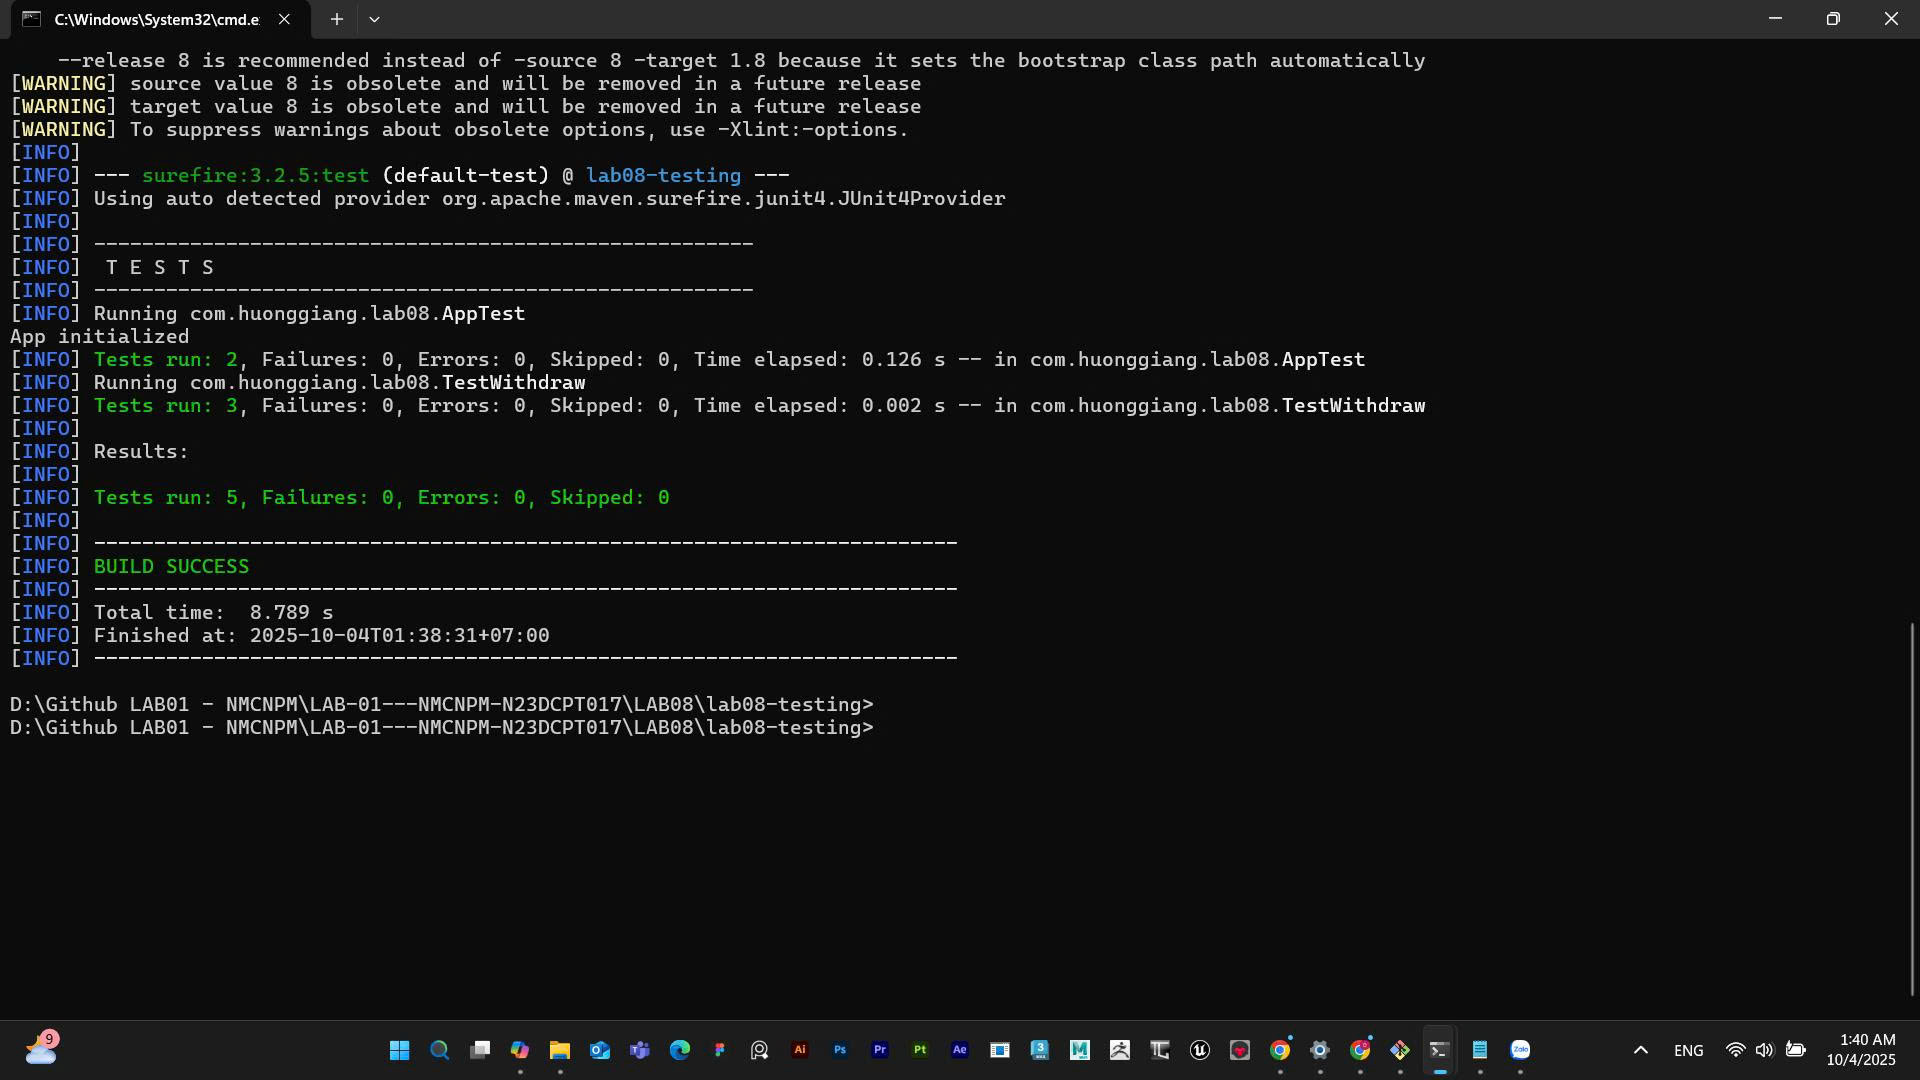 C:\Windows\System32\cmd.e
--release 8 is recommended instead of -source 8 -target 1.8 because it sets the bootstrap class path automatically
[WARNING] source value 8 is obsolete and will be removed in a future release
[WARNING] target value 8 is obsolete and will be removed in a future release
[WARNING] To suppress warnings about obsolete options, use -Xlint:-options.
[INFO]
[INFO] --- surefire:3.2.5:test (default-test) @ lab08-testing ---
[INFO] Using auto detected provider org.apache.maven.surefire.junit4.JUnit4Provider
[INFO]
[INFO] -------------------------------------------------------
[INFO]  T E S T S
[INFO] -------------------------------------------------------
[INFO] Running com.huonggiang.lab08.AppTest
App initialized
[INFO] Tests run: 2, Failures: 0, Errors: 0, Skipped: 0, Time elapsed: 0.126 s -- in com.huonggiang.lab08.AppTest
[INFO] Running com.huonggiang.lab08.TestWithdraw
[INFO] Tests run: 3, Failures: 0, Errors: 0, Skipped: 0, Time elapsed: 0.002 s -- in com.huonggiang.lab08.TestWithdraw
[INFO]
[INFO] Results:
[INFO]
[INFO] Tests run: 5, Failures: 0, Errors: 0, Skipped: 0
[INFO]
[INFO] ------------------------------------------------------------------------
[INFO] BUILD SUCCESS
[INFO] ------------------------------------------------------------------------
[INFO] Total time:  8.789 s
[INFO] Finished at: 2025-10-04T01:38:31+07:00
[INFO] ------------------------------------------------------------------------
D:\Github LAB01 - NMCNPM\LAB-01---NMCNPM-N23DCPT017\LAB08\lab08-testing>
D:\Github LAB01 - NMCNPM\LAB-01---NMCNPM-N23DCPT017\LAB08\lab08-testing>
9
Ai Ps Pr Pt Ae 3 M Zalo
ENG
1:40 AM
10/4/2025